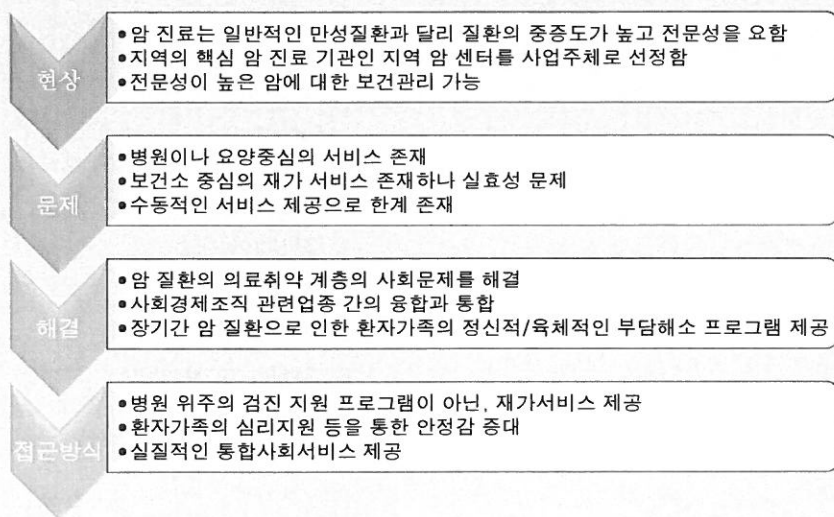 현상
•암 진료는 일반적인 만성질환과 달리 질환의 중증도가 높고 전문성을 요함
•지역의 핵심 암 진료 기관인 지역 암 센터를 사업주체로 선정함
•전문성이 높은 암에 대한 보건관리 가능
문제
•병원이나 요양중심의 서비스 존재
•보건소 중심의 재가 서비스 존재하나 실효성 문제
•수동적인 서비스 제공으로 한계 존재
해결
•암 질환의 의료취약 계층의 사회문제를 해결
•사회경제조직 관련업종 간의 융합과 통합
•장기간 암 질환으로 인한 환자가족의 정신적/육체적인 부담해소 프로그램 제공
접근방식
•병원 위주의 검진 지원 프로그램이 아닌, 재가서비스 제공
•환자가족의 심리지원 등을 통한 안정감 증대
•실질적인 통합사회서비스 제공